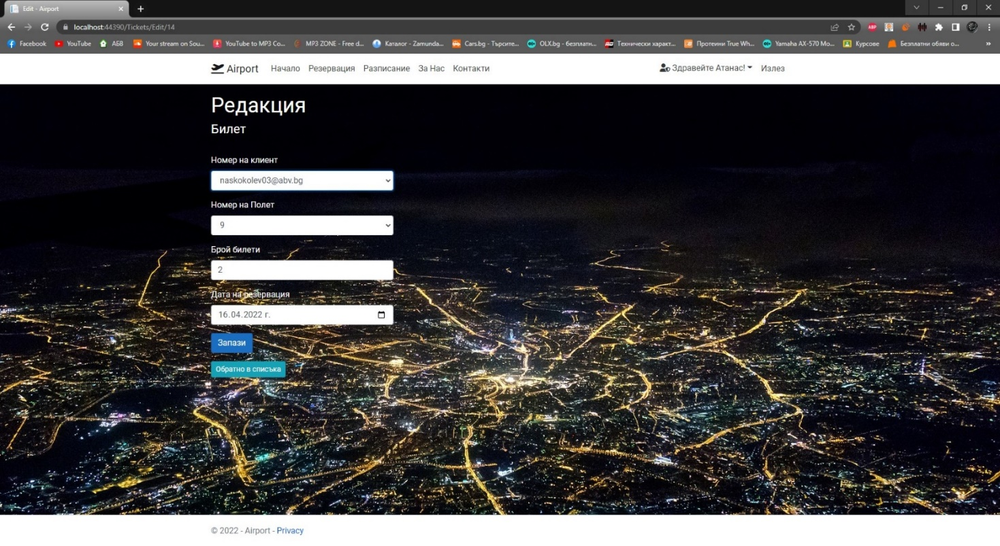 Edit - Airport
localhost:44390/Tickets/Edit/14
ABP
Facebook YouTube АБВ Your stream on Sou... YouTube to MP3 Co... MP3 ZONE - Free d... Каталог - Zamunda... Cars.bg - Търсите... OLX.bg - безплатн... Технически характ... Протеини True Wh... Yamaha AX-570 Mo... Курсове Безплатни обяви о... »
Airport Начало Резервация Разписание За Нас Контакти Здравейте Атанас! Излез
Редакция
Билет
Номер на клиент
naskokolev03@abv.bg
Номер на Полет
9
Брой билети
2
Дата на резервация
16.04.2022 г.
Запази
Обратно в списъка
© 2022 - Airport - Privacy